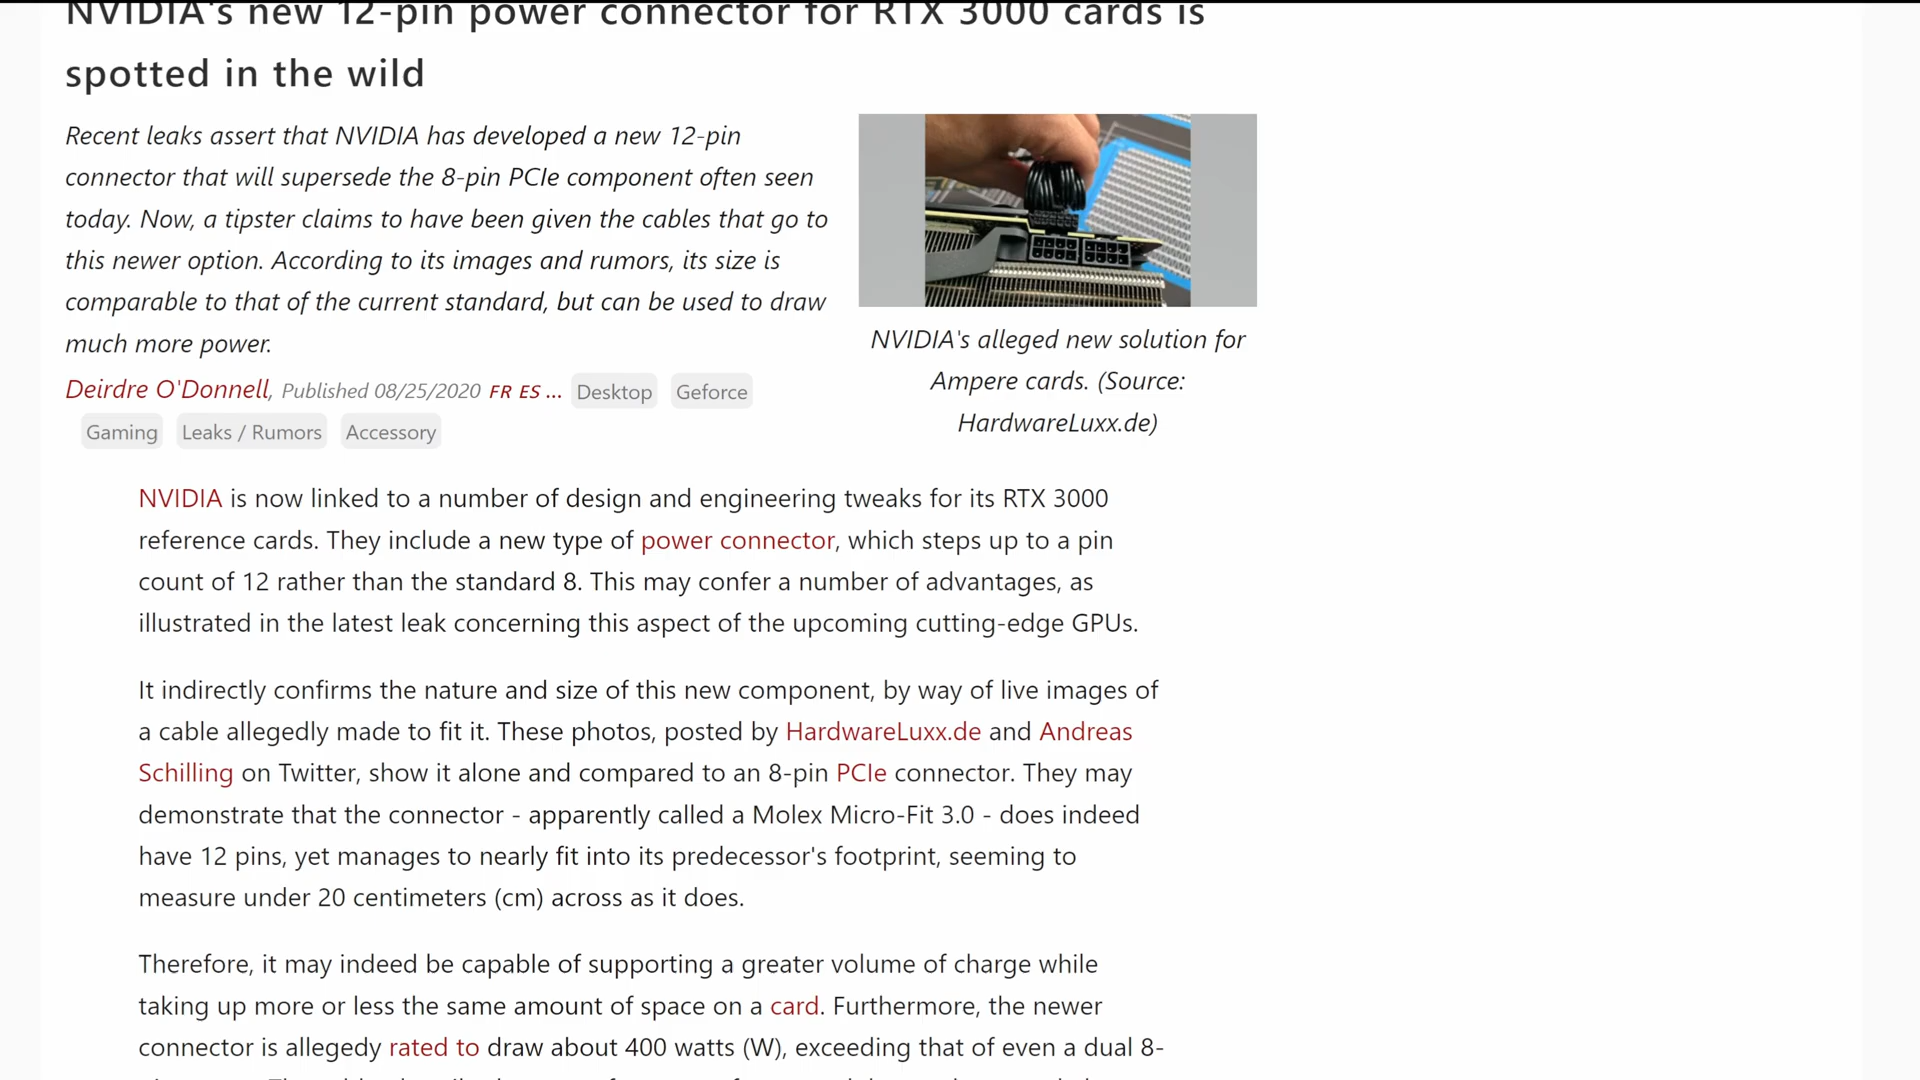 NVIDIA's new 12-pin power connector for RTX 3000 cards is
spotted in the wild
Recent leaks assert that NVIDIA has developed a new 12-pin
connector that will supersede the 8-pin PCIe component often seen
today. Now, a tipster claims to have been given the cables that go to
this newer option. According to its images and rumors, its size is
comparable to that of the current standard, but can be used to draw
much more power.
Deirdre O'Donnell, Published 08/25/2020 FR ES ... Desktop Geforce
Gaming Leaks / Rumors Accessory
NVIDIA's alleged new solution for
Ampere cards. (Source:
HardwareLuxx.de)
NVIDIA is now linked to a number of design and engineering tweaks for its RTX 3000
reference cards. They include a new type of power connector, which steps up to a pin
count of 12 rather than the standard 8. This may confer a number of advantages, as
illustrated in the latest leak concerning this aspect of the upcoming cutting-edge GPUs.
It indirectly confirms the nature and size of this new component, by way of live images of
a cable allegedly made to fit it. These photos, posted by HardwareLuxx.de and Andreas
Schilling on Twitter, show it alone and compared to an 8-pin PCIe connector. They may
demonstrate that the connector - apparently called a Molex Micro-Fit 3.0 - does indeed
have 12 pins, yet manages to nearly fit into its predecessor's footprint, seeming to
measure under 20 centimeters (cm) across as it does.
Therefore, it may indeed be capable of supporting a greater volume of charge while
taking up more or less the same amount of space on a card. Furthermore, the newer
connector is allegedy rated to draw about 400 watts (W), exceeding that of even a dual 8-